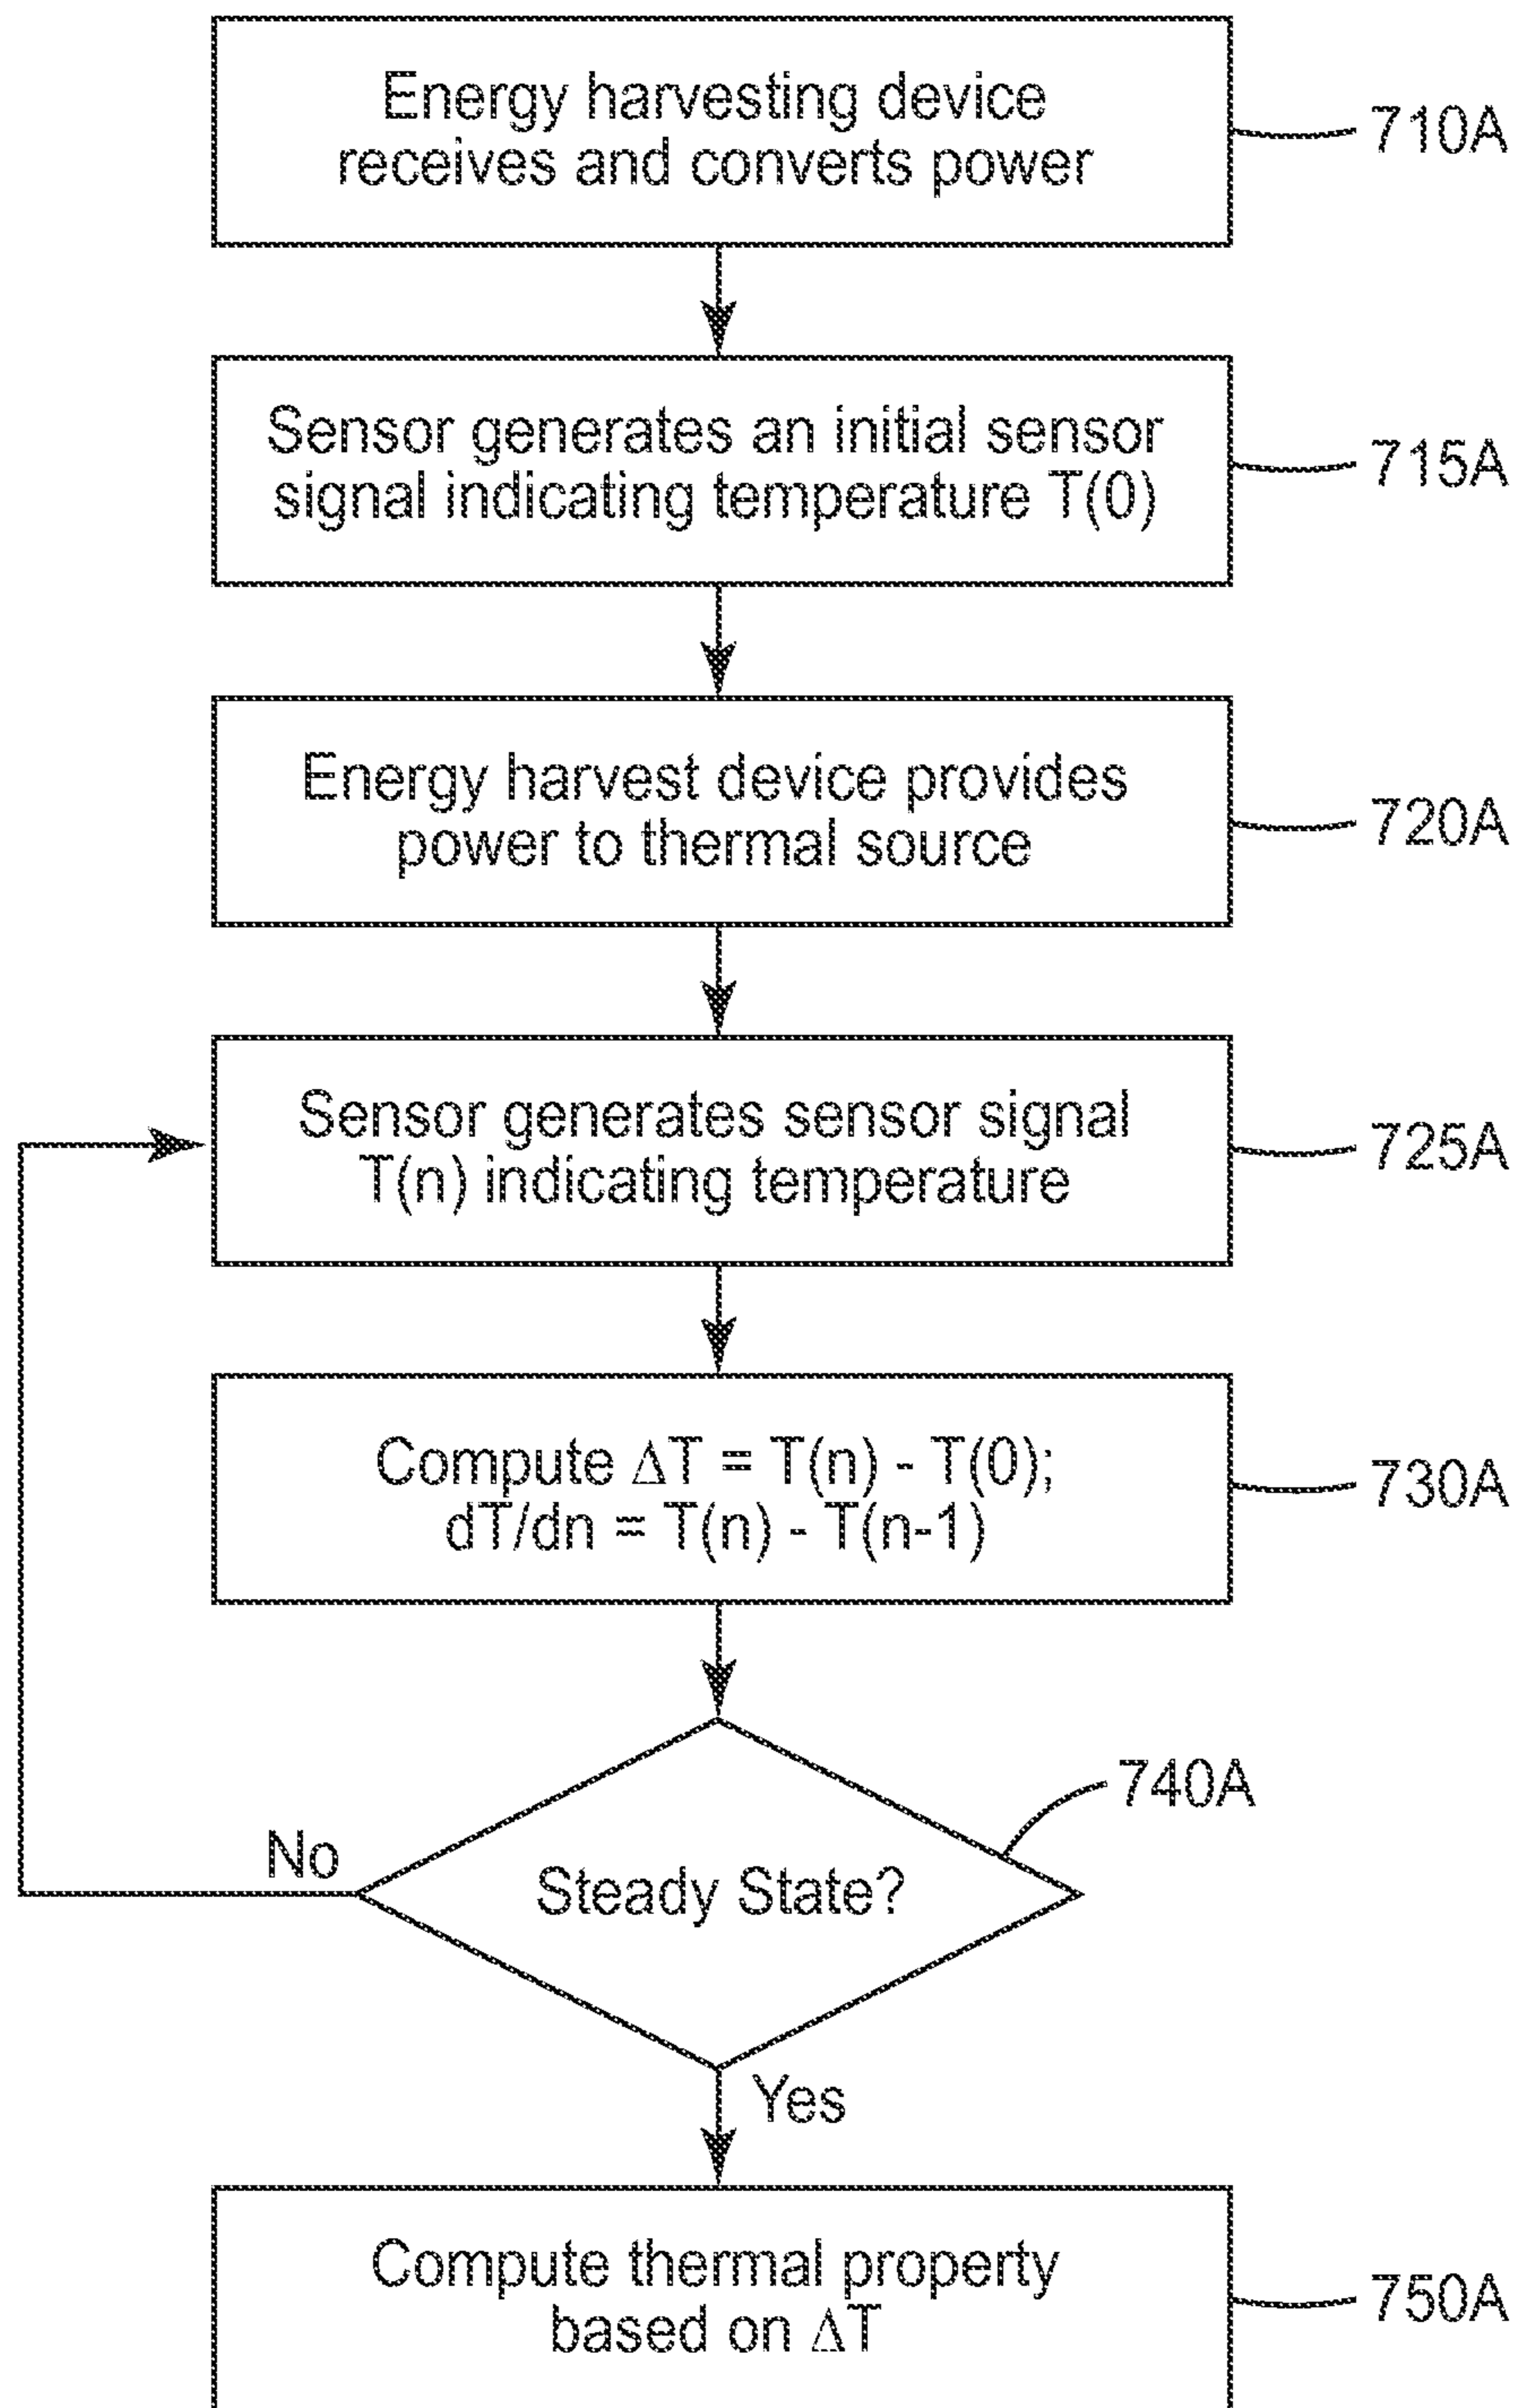 Energy harvesting device
receives and converts power
710A
Sensor generates an initial sensor
signal indicating temperature T(0)
715A
Energy harvest device provides
power to thermal source
720A
Sensor generates sensor signal
T(n) indicating temperature
725A
Compute ΔT = T(n) - T(0);
dT/dn = T(n) - T(n-1)
730A
740A
No
Steady State?
Yes
Compute thermal property
based on ΔT
750A